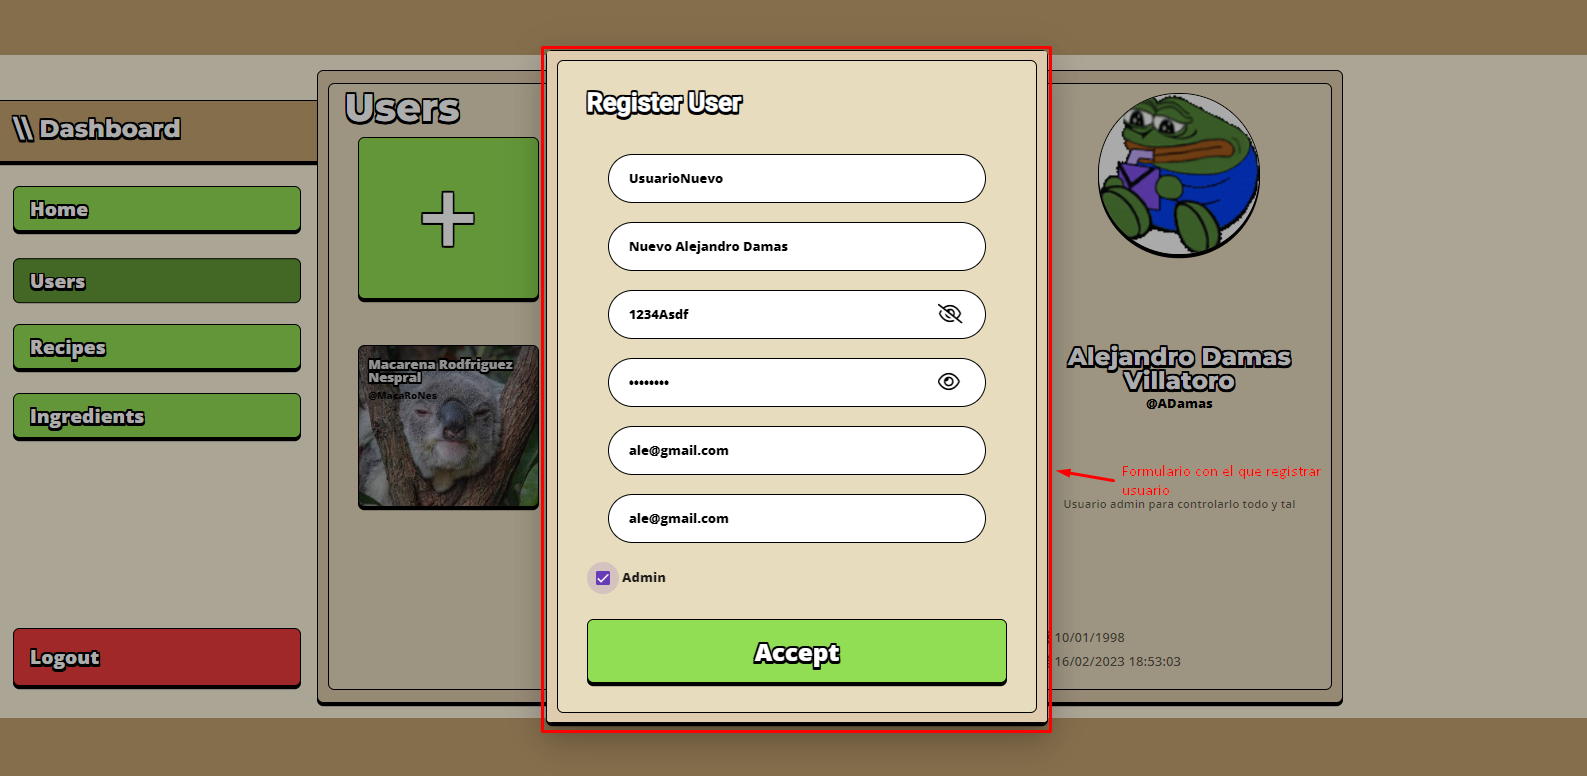 \\ Dashboard
Home
Users
Recipes
Ingredients
Logout
Users
+
Macarena Rodfriguez
Nespral
@MacaRoNes
Register User
UsuarioNuevo
Nuevo Alejandro Damas
1234Asdf
••••••••
ale@gmail.com
ale@gmail.com
Admin
Accept
Alejandro Damas
Villatoro
@ADamas
Formulario con el que registrar
usuario
Usuario admin para controlarlo todo y tal
10/01/1998
16/02/2023 18:53:03